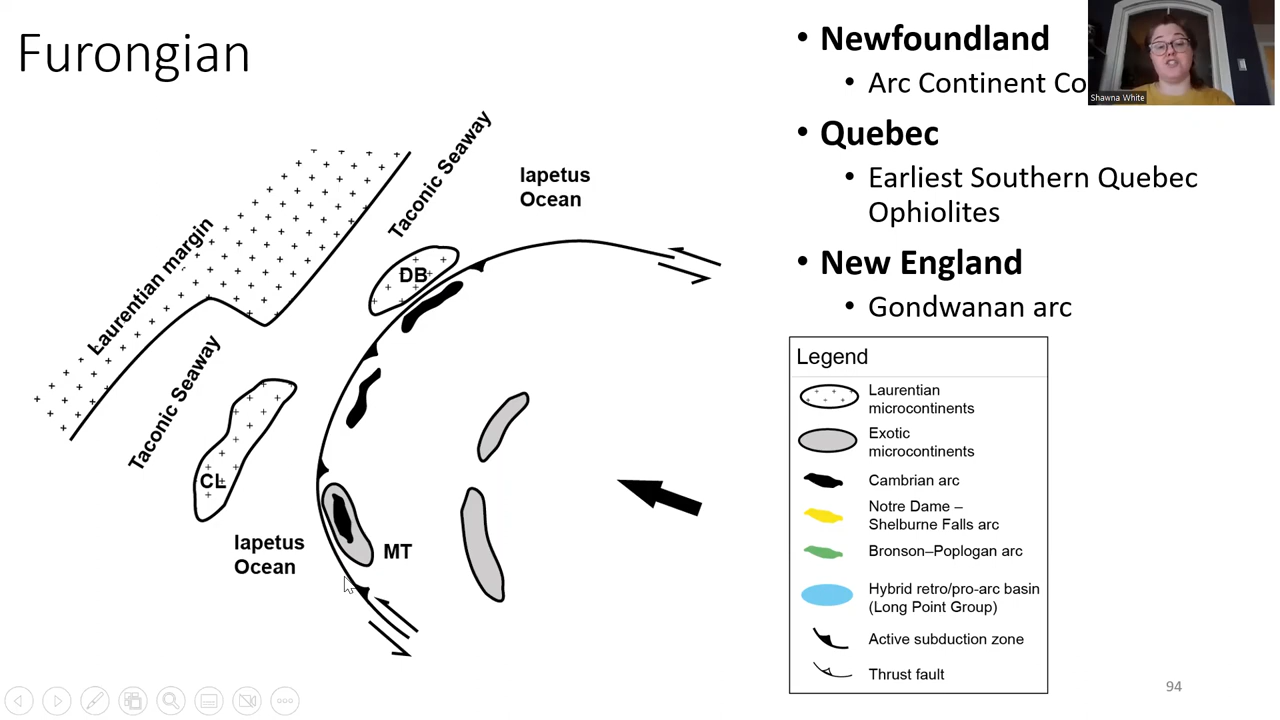 Furongian
Taconic Seaway
Iapetus
Ocean
Laurentian margin
DB
Taconic Seaway
CL
Iapetus
Ocean
MT
• Newfoundland
• Arc Continent
Shawna White
• Quebec
• Earliest Southern Quebec
Ophiolites
• New England
• Gondwanan arc
Legend
Laurentian
microcontinents
Exotic
microcontinents
Cambrian arc
Notre Dame –
Shelburne Falls arc
Bronson–Popologan arc
Hybrid retro/pro-arc basin
(Long Point Group)
Active subduction zone
Thrust fault
94